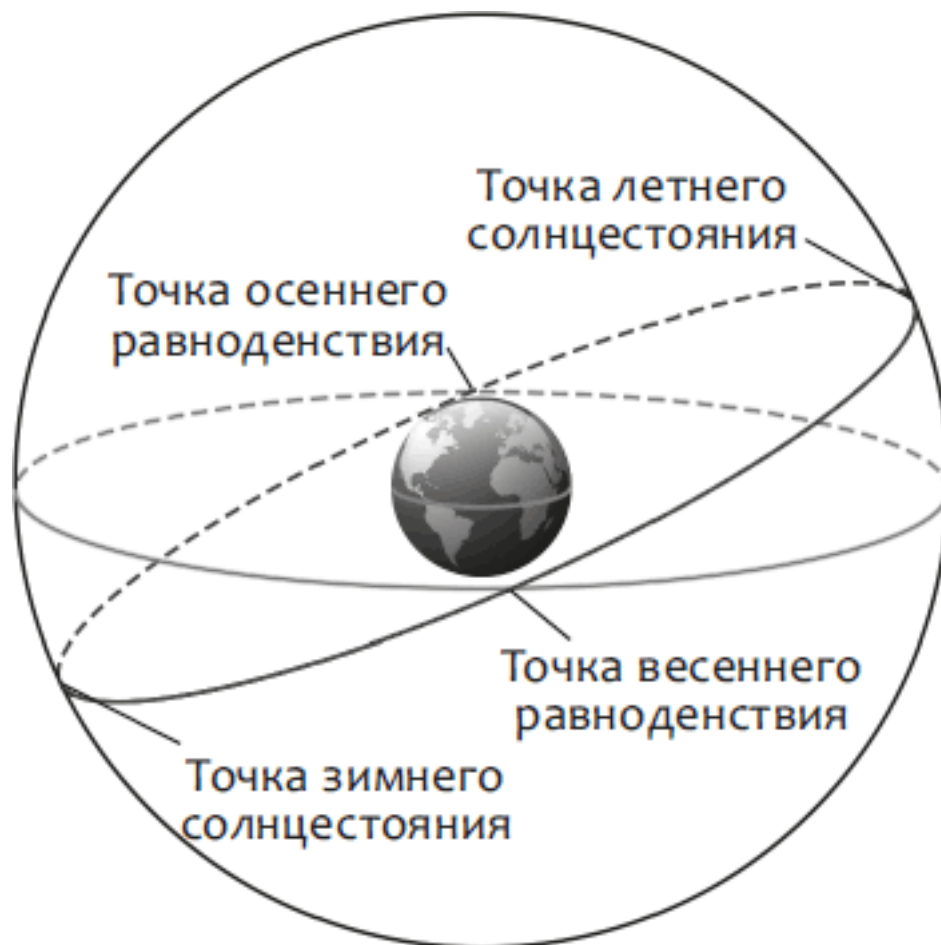 Точка летнего
солнцестояния
Точка осеннего
равноденствия
Точка весеннего
равноденствия
Точка зимнего
солнцестояния